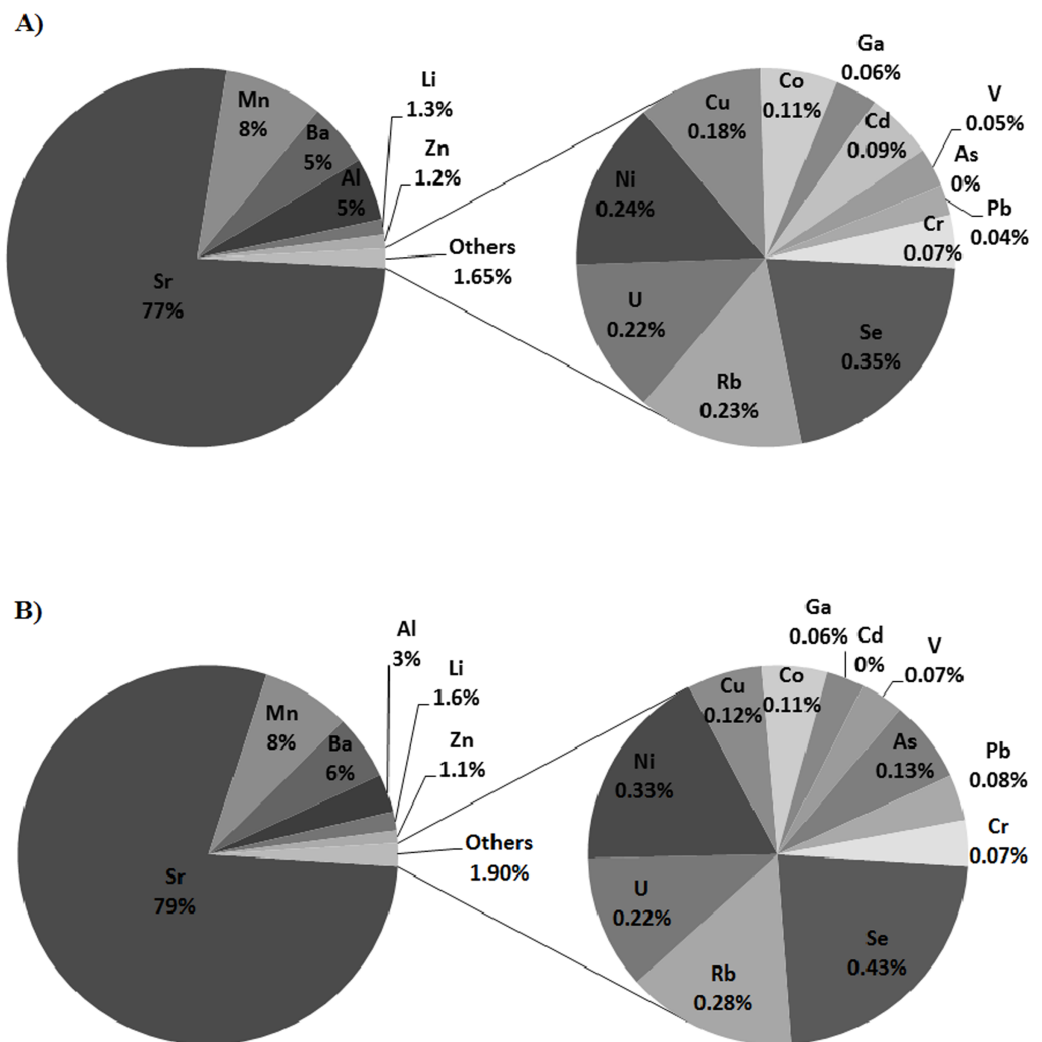 A)
Sr
77%
Mn
8%
Ba
5%
Al
5%
Li
1.3%
Zn
1.2%
Others
1.65%
Cu
0.18%
Co
0.11%
Ga
0.06%
Cd
0.09%
V
0.05%
As
0%
Pb
0.04%
Cr
0.07%
Se
0.35%
Rb
0.23%
U
0.22%
Ni
0.24%
B)
Sr
79%
Mn
8%
Ba
6%
Al
3%
Li
1.6%
Zn
1.1%
Others
1.90%
Cu
0.12%
Co
0.11%
Ga
0.06%
Cd
0%
V
0.07%
As
0.13%
Pb
0.08%
Cr
0.07%
Se
0.43%
Rb
0.28%
U
0.22%
Ni
0.33%